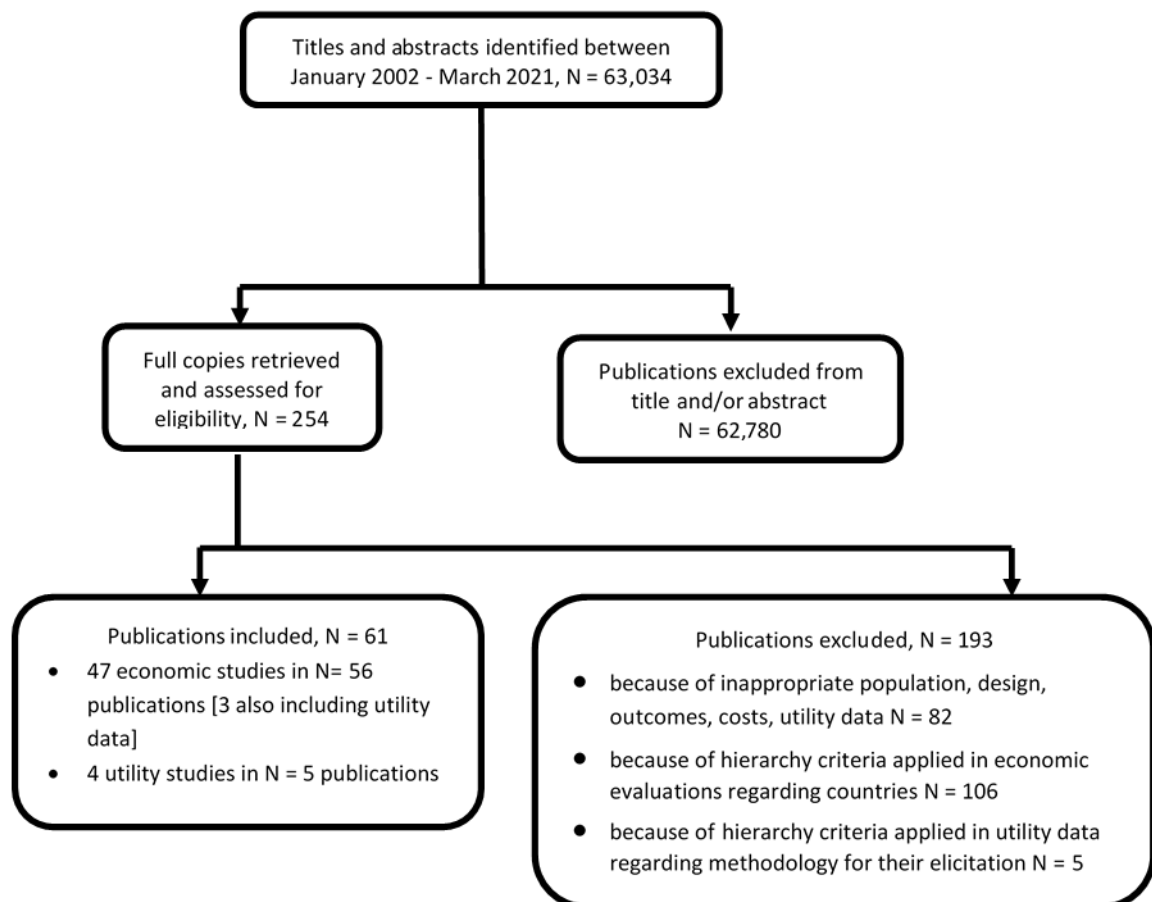 Titles and abstracts identified between
January 2002 - March 2021, N = 63,034
Full copies retrieved
and assessed for
eligibility, N = 254
Publications excluded from
title and/or abstract
N = 62,780
Publications included, N = 61
• 47 economic studies in N= 56
publications [3 also including utility
data]
• 4 utility studies in N = 5 publications
Publications excluded, N = 193
• because of inappropriate population, design,
outcomes, costs, utility data N = 82
• because of hierarchy criteria applied in economic
evaluations regarding countries N = 106
• because of hierarchy criteria applied in utility data
regarding methodology for their elicitation N = 5